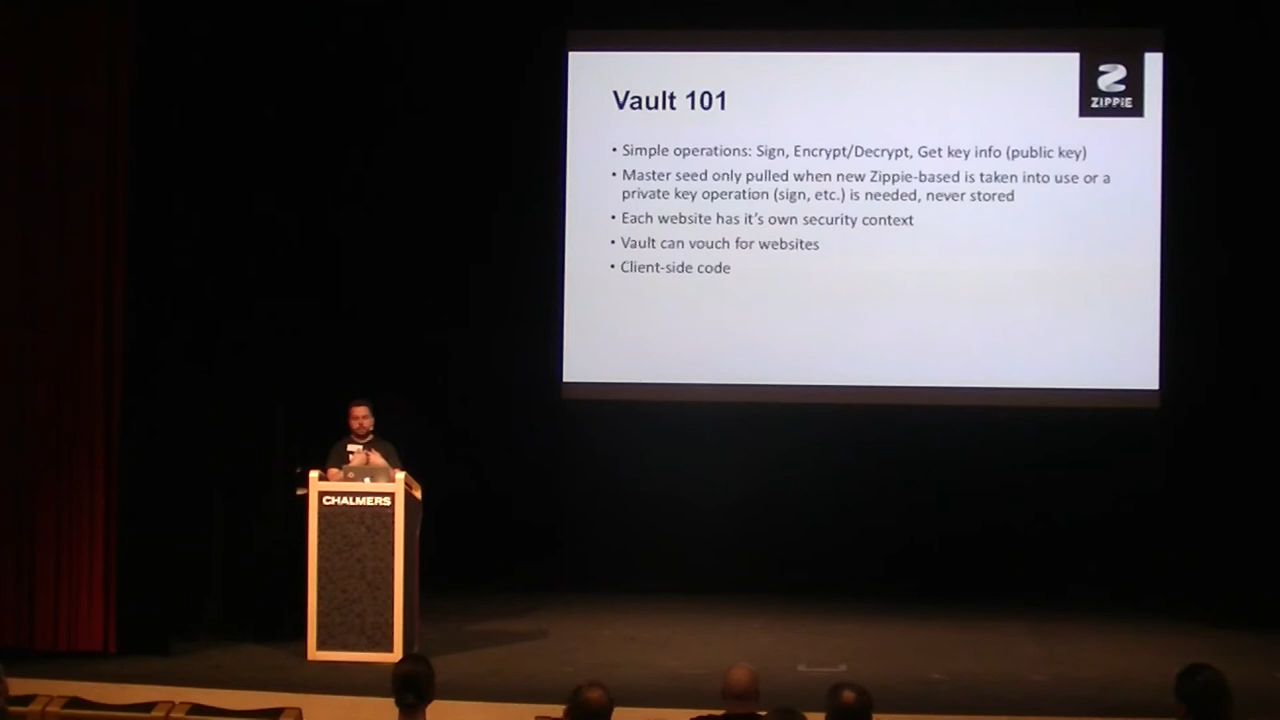 Vault 101
ZIPPiE
• Simple operations: Sign, Encrypt/Decrypt, Get key info (public key)
• Master seed only pulled when new Zippie-based is taken into use or a
private key operation (sign, etc.) is needed, never stored
• Each website has it's own security context
• Vault can vouch for websites
• Client-side code
CHALMERS